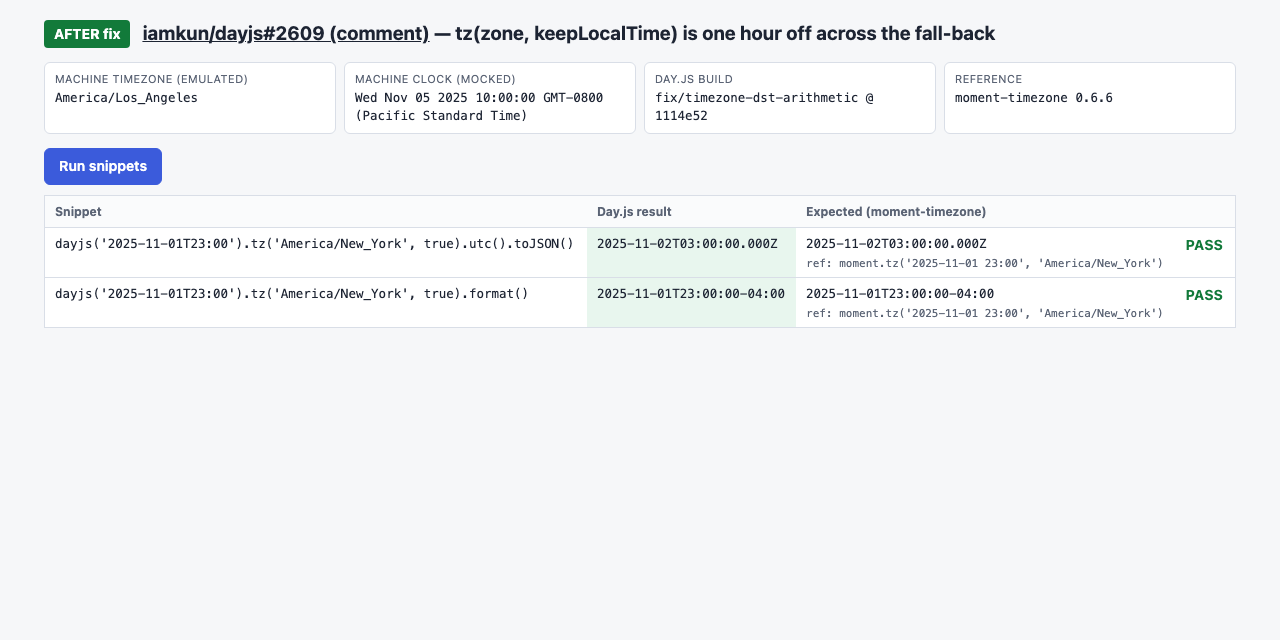 AFTER fix iamkun/dayjs#2609 (comment) — tz(zone, keepLocalTime) is one hour off across the fall-back
MACHINE TIMEZONE (EMULATED)
America/Los_Angeles
MACHINE CLOCK (MOCKED)
Wed Nov 05 2025 10:00:00 GMT-0800
(Pacific Standard Time)
DAY.JS BUILD
fix/timezone-dst-arithmetic @
1114e52
REFERENCE
moment-timezone 0.6.6
Run snippets
Snippet Day.js result Expected (moment-timezone)
dayjs('2025-11-01T23:00').tz('America/New_York', true).utc().toJSON() 2025-11-02T03:00:00.000Z 2025-11-02T03:00:00.000Z PASS
ref: moment.tz('2025-11-01 23:00', 'America/New_York')
dayjs('2025-11-01T23:00').tz('America/New_York', true).format() 2025-11-01T23:00:00-04:00 2025-11-01T23:00:00-04:00 PASS
ref: moment.tz('2025-11-01 23:00', 'America/New_York')